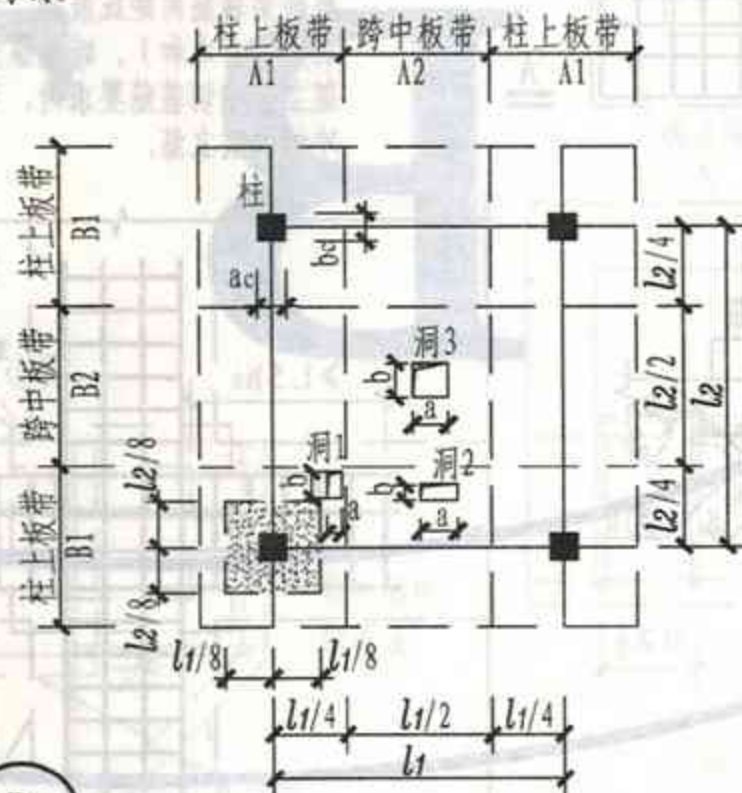 柱上板带 跨中板带 柱上板带
A1 A2 A1
柱上板带
B1
跨中板带
B2
柱上板带
B1
柱
bc
ac
l2/4
l2/2
l2
l2/4
洞3
b
a
洞1
b
a
洞2
b
a
l2/8
l2/8
l1/8 l1/8
l1/4 l1/2 l1/4
l1